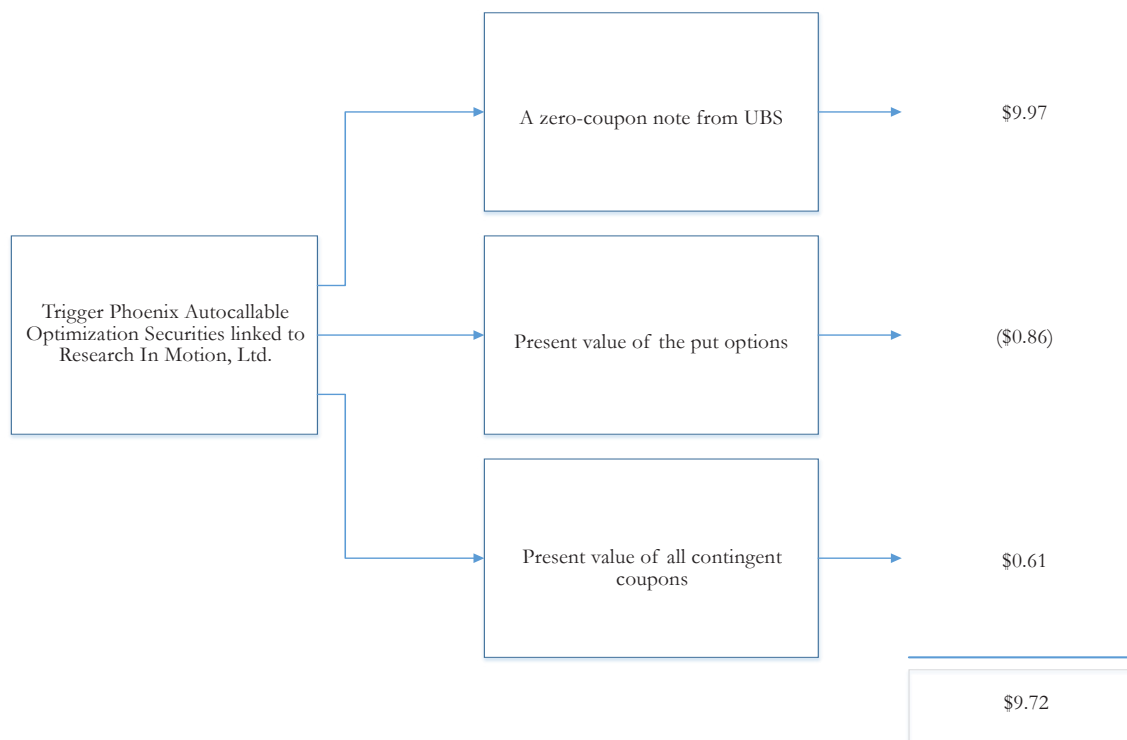 A zero-coupon note from UBS
$9.97
Trigger Phoenix Autocallable
Optimization Securities linked to
Research In Motion, Ltd.
Present value of the put options
($0.86)
Present value of all contingent
coupons
$0.61
$9.72